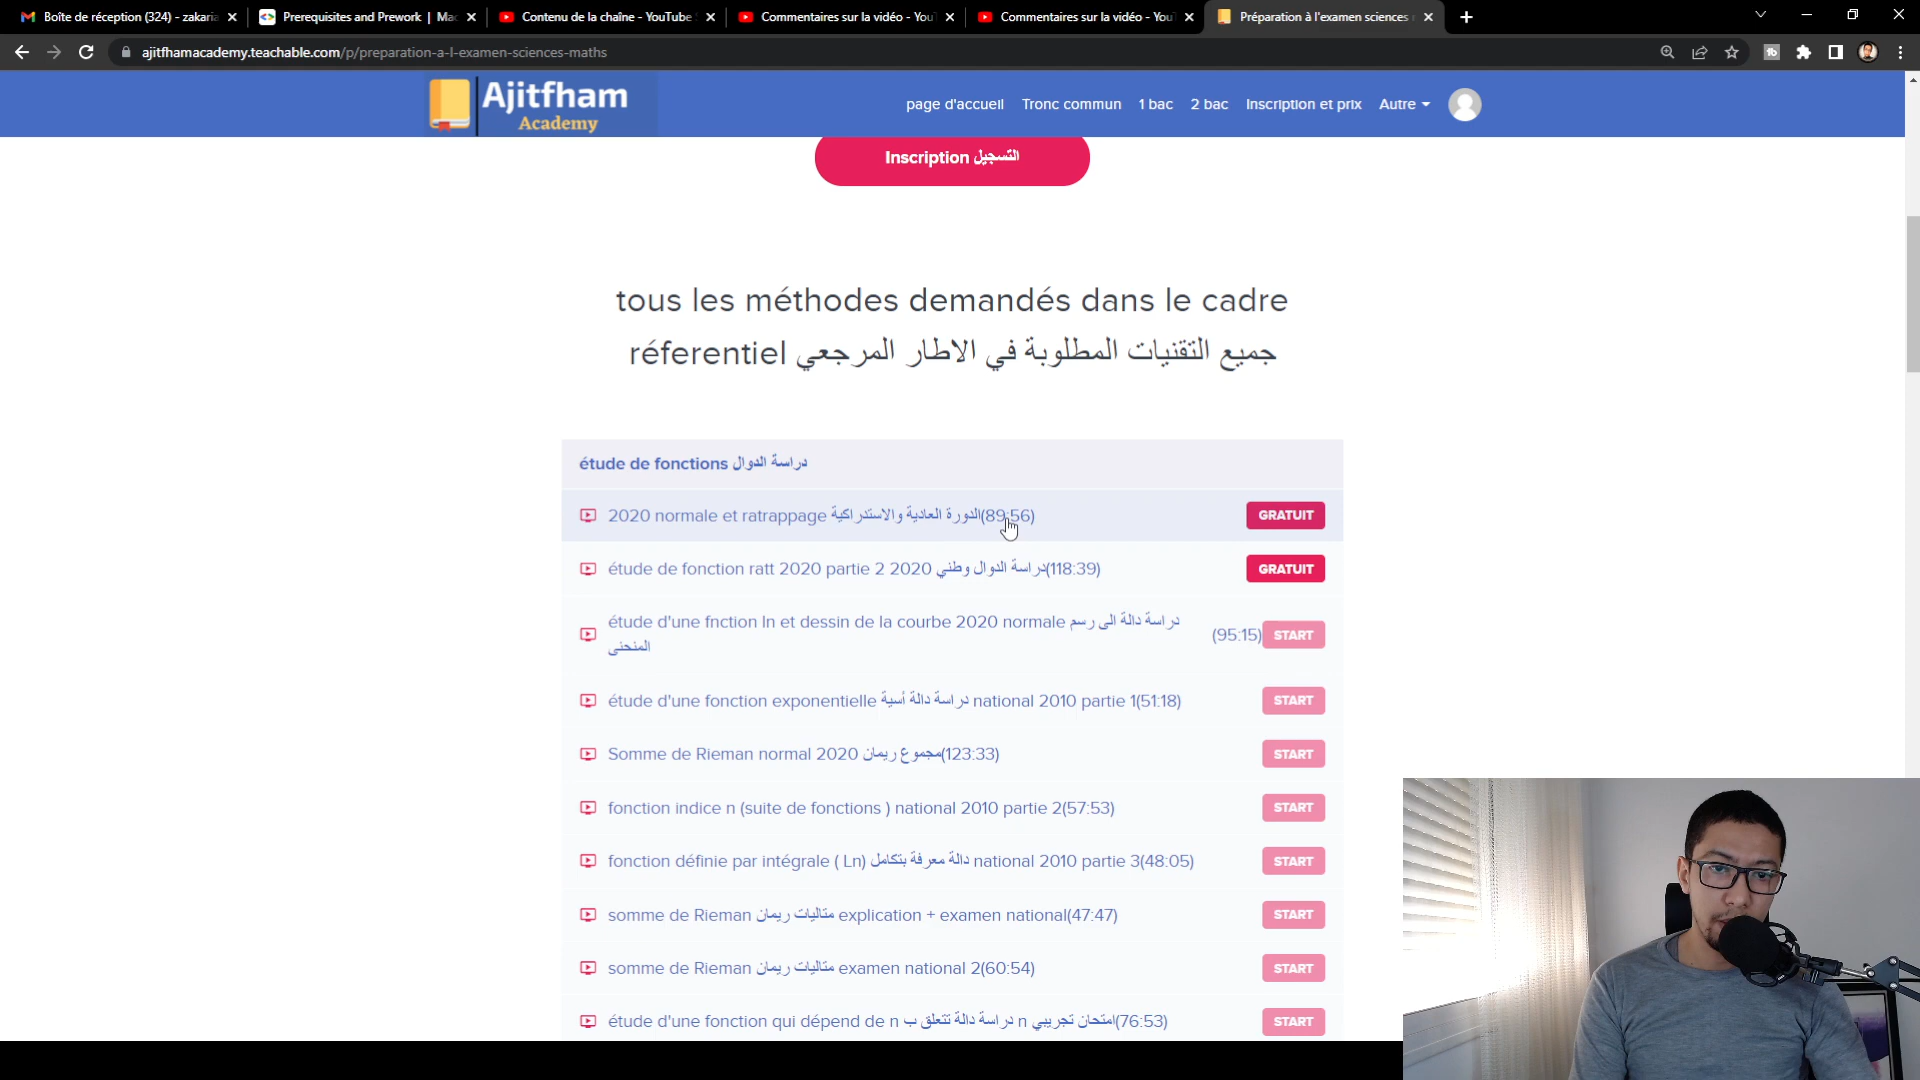 Boîte de réception (324) - zakaria
Prerequisites and Prework | Mac
Contenu de la chaîne - YouTube S
Commentaires sur la vidéo - YouT
Commentaires sur la vidéo - YouT
Préparation à l'examen sciences
ajitfhamacademy.teachable.com/p/preparation-a-l-examen-sciences-maths
Ajitfham
Academy
page d'accueil Tronc commun 1 bac 2 bac Inscription et prix Autre
Inscription التسجيل
tous les méthodes demandés dans le cadre
réferentiel جميع التقنيات المطلوبة في الاطار المرجعي
étude de fonctions دراسة الدوال
2020 normale et ratrappage الدورة العادية والاستدراكية(89:56) GRATUIT
étude de fonction ratt 2020 partie 2 2020 دراسة الدوال وطني(118:39) GRATUIT
étude d'une fnction ln et dessin de la courbe 2020 normale دراسة دالة الى رسم
المنحنى (95:15) START
étude d'une fonction exponentielle دراسة دالة أسية national 2010 partie 1(51:18) START
Somme de Rieman normal 2020 مجموع ريمان(123:33) START
fonction indice n (suite de fonctions ) national 2010 partie 2(57:53) START
fonction définie par intégrale ( Ln) دالة معرفة بتكامل national 2010 partie 3(48:05) START
somme de Rieman متاليات ريمان explication + examen national(47:47) START
somme de Rieman متاليات ريمان examen national 2(60:54) START
étude d'une fonction qui dépend de n دراسة دالة تتعلق ب n امتحان تجريبي(76:53) START